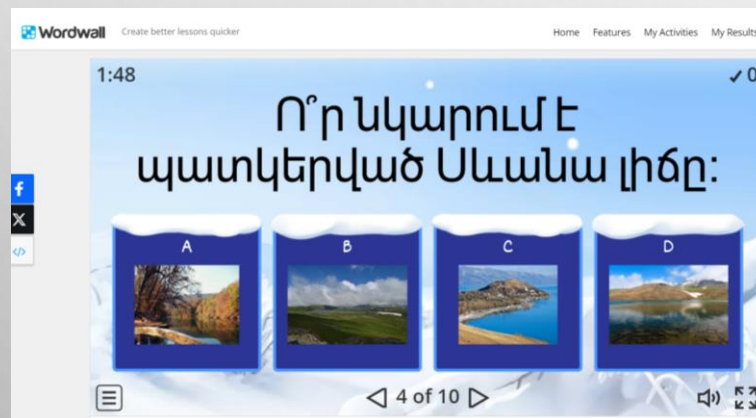 Wordwall Create better lessons quicker Home Features My Activities My Results
1:48 ✓ 0
Ո՞ր նկարում է
պատկերված Սևանա լիճը:
A B C D
4 of 10